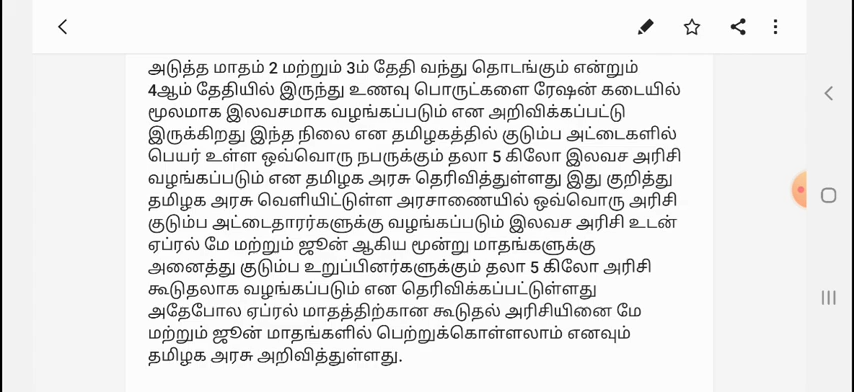 அடுத்த மாதம் 2 மற்றும் 3ம் தேதி வந்து தொடங்கும் என்றும்
4ஆம் தேதியில் இருந்து உணவு பொருட்களை ரேஷன் கடையில்
மூலமாக இலவசமாக வழங்கப்படும் என அறிவிக்கப்பட்டு
இருக்கிறது இந்த நிலை என தமிழகத்தில் குடும்ப அட்டைகளில்
பெயர் உள்ள ஒவ்வொரு நபருக்கும் தலா 5 கிலோ இலவச அரிசி
வழங்கப்படும் என தமிழக அரசு தெரிவித்துள்ளது இது குறித்து
தமிழக அரசு வெளியிட்டுள்ள அரசாணையில் ஒவ்வொரு அரிசி
குடும்ப அட்டைதாரர்களுக்கு வழங்கப்படும் இலவச அரிசி உடன்
ஏப்ரல் மே மற்றும் ஜூன் ஆகிய மூன்று மாதங்களுக்கு
அனைத்து குடும்ப உறுப்பினர்களுக்கும் தலா 5 கிலோ அரிசி
கூடுதலாக வழங்கப்படும் என தெரிவிக்கப்பட்டுள்ளது
அதேபோல ஏப்ரல் மாதத்திற்கான கூடுதல் அரிசியினை மே
மற்றும் ஜூன் மாதங்களில் பெற்றுக்கொள்ளலாம் எனவும்
தமிழக அரசு அறிவித்துள்ளது.